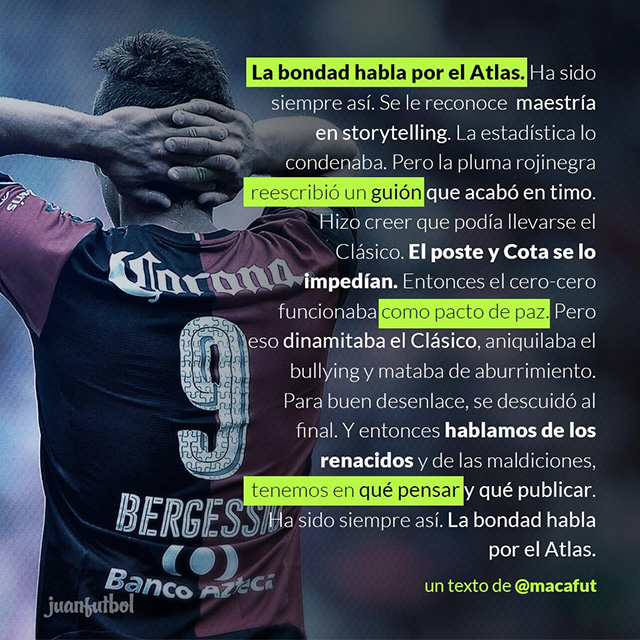 La bondad habla por el Atlas. Ha sido
siempre así. Se le reconoce maestría
en storytelling. La estadística lo
condenaba. Pero la pluma rojinegra
reescribió un guión que acabó en timo.
Hizo creer que podía llevarse el
Clásico. El poste y Cota se lo
impedían. Entonces el cero-cero
funcionaba como pacto de paz. Pero
eso dinamitaba el Clásico, aniquilaba el
bullying y mataba de aburrimiento.
Para buen desenlace, se descuidó al
final. Y entonces hablamos de los
renacidos y de las maldiciones,
tenemos en qué pensar y qué publicar.
Ha sido siempre así. La bondad habla
por el Atlas.
un texto de @macafut
Corona
9
BERGESSIO
Banco Azteca
juanfutbol